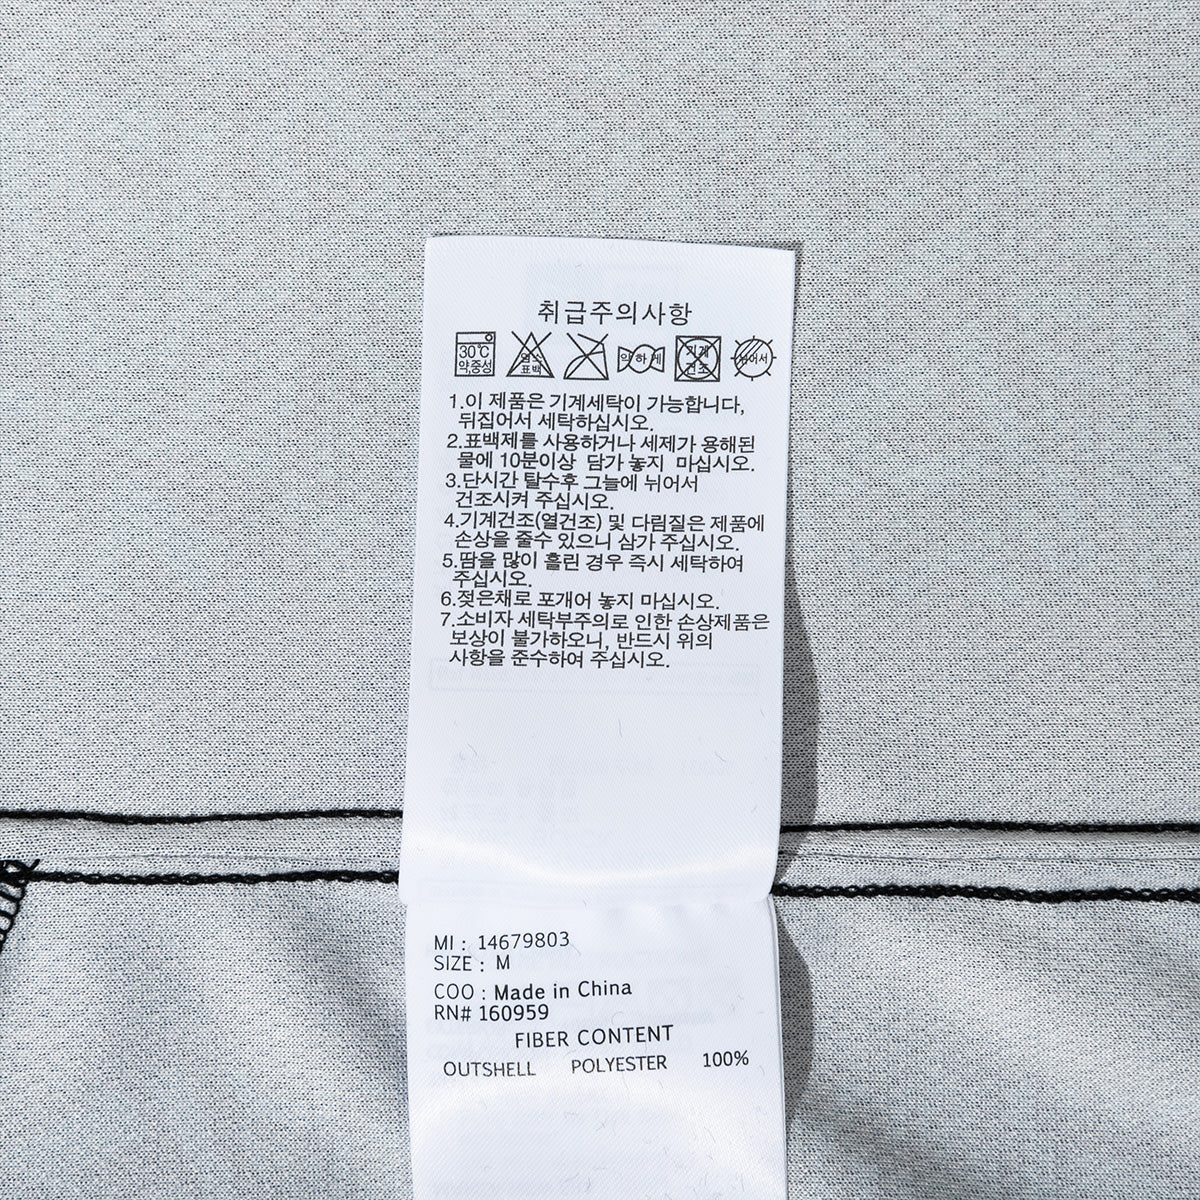 취급주의사항
30℃ 약,중성 염소 표백 약하게 기계 건조 뉘어서
1.이 제품은 기계세탁이 가능합니다,
뒤집어서 세탁하십시오.
2.표백제를 사용하거나 세제가 용해된
물에 10분이상 담가 놓지 마십시오.
3.단시간 탈수후 그늘에 뉘어서
건조시켜 주십시오.
4.기계건조(열건조) 및 다림질은 제품에
손상을 줄수 있으니 삼가 주십시오.
5.땀을 많이 흘린 경우 즉시 세탁하여
주십시오.
6.젖은채로 포개어 놓지 마십시오.
7.소비자 세탁부주의로 인한 손상제품은
보상이 불가하오니, 반드시 위의
사항을 준수하여 주십시오.
MI : 14679803
SIZE : M
COO : Made in China
RN# 160959
FIBER CONTENT
OUTSHELL POLYESTER 100%